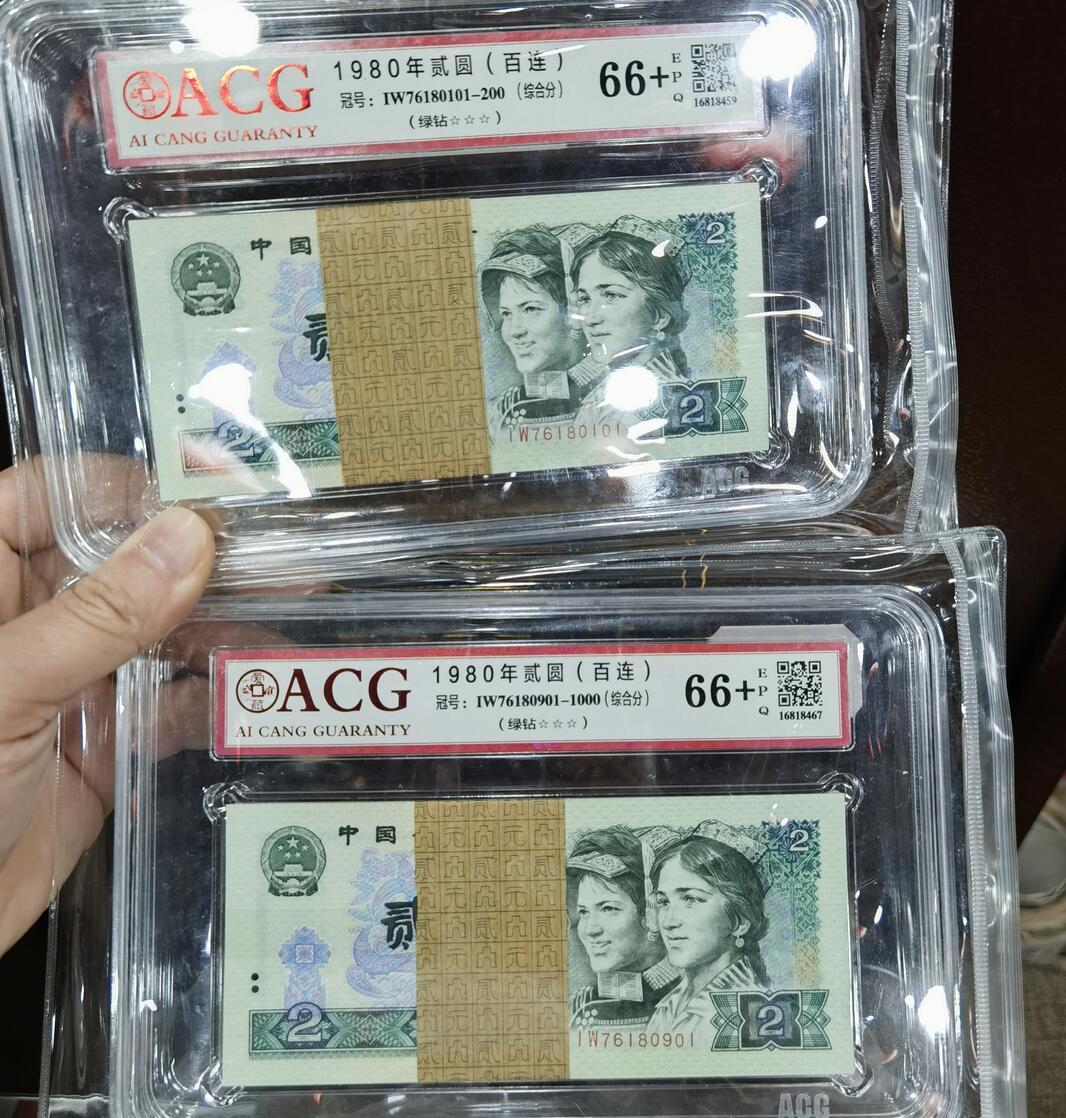 ACG
AI CANG GUARANTY
1980年贰圆(百连)
冠号: IW76180101-200 (综合分)
(绿钻☆☆☆)
66+
EPQ
16818459
中国
贰
2
2
2
IW76180101
ACG
ACG
AI CANG GUARANTY
1980年贰圆(百连)
冠号: IW76180901-1000 (综合分)
(绿钻☆☆☆)
66+
EPQ
16818467
中国
贰
2
2
2
IW76180901
ACG